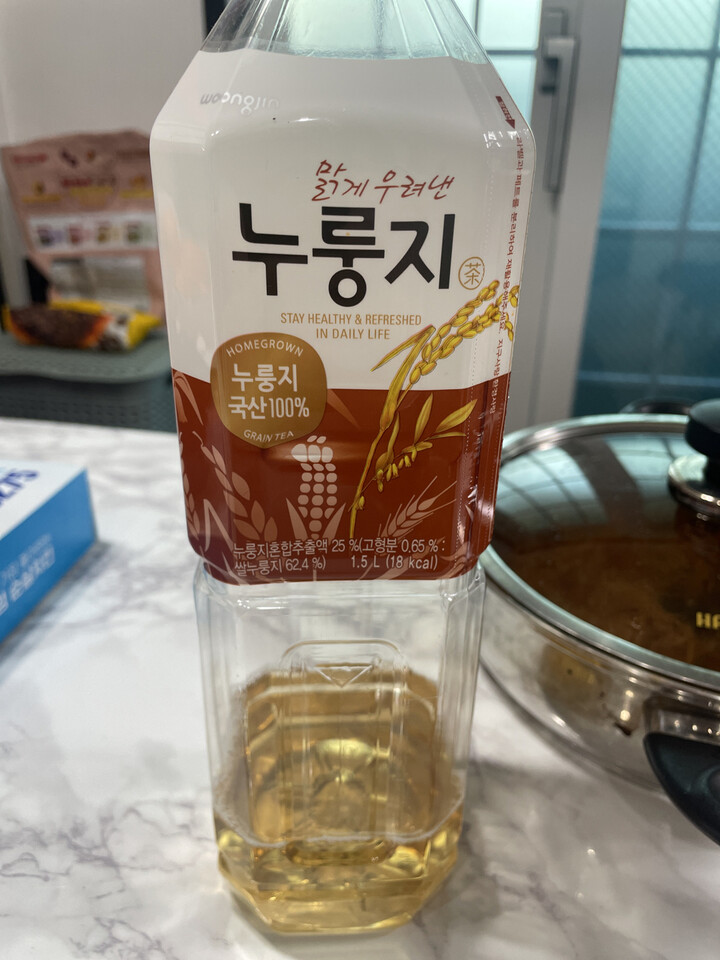 맑게 우려낸
누룽지
茶
STAY HEALTHY & REFRESHED
IN DAILY LIFE
HOMEGROWN
누룽지
국산100%
GRAIN TEA
누룽지혼합추출액 25 %(고형분 0.65 % :
쌀누룽지 62.4 %) 1.5 L (18 kcal)
HA